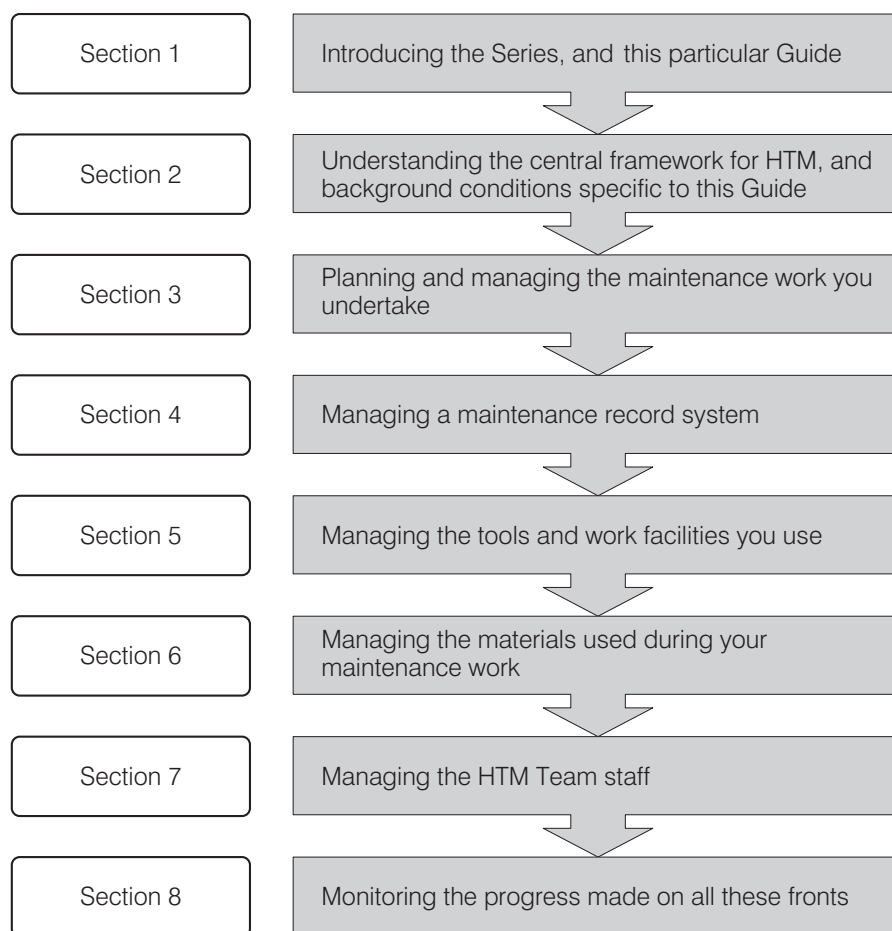 Section 1
Introducing the Series, and this particular Guide
Section 2
Understanding the central framework for HTM, and
background conditions specific to this Guide
Section 3
Planning and managing the maintenance work you
undertake
Section 4
Managing a maintenance record system
Section 5
Managing the tools and work facilities you use
Section 6
Managing the materials used during your
maintenance work
Section 7
Managing the HTM Team staff
Section 8
Monitoring the progress made on all these fronts